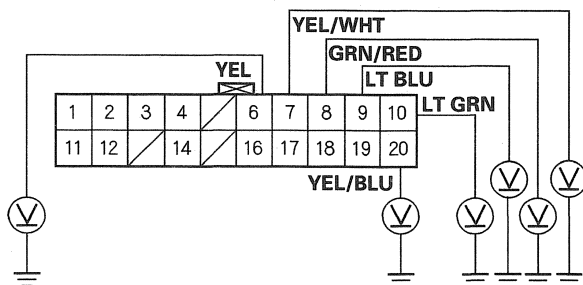 YEL/WHT
GRN/RED
YEL
LT BLU
LT GRN
1 2 3 4 6 7 8 9 10
11 12 14 16 17 18 19 20
YEL/BLU
V V V V V V